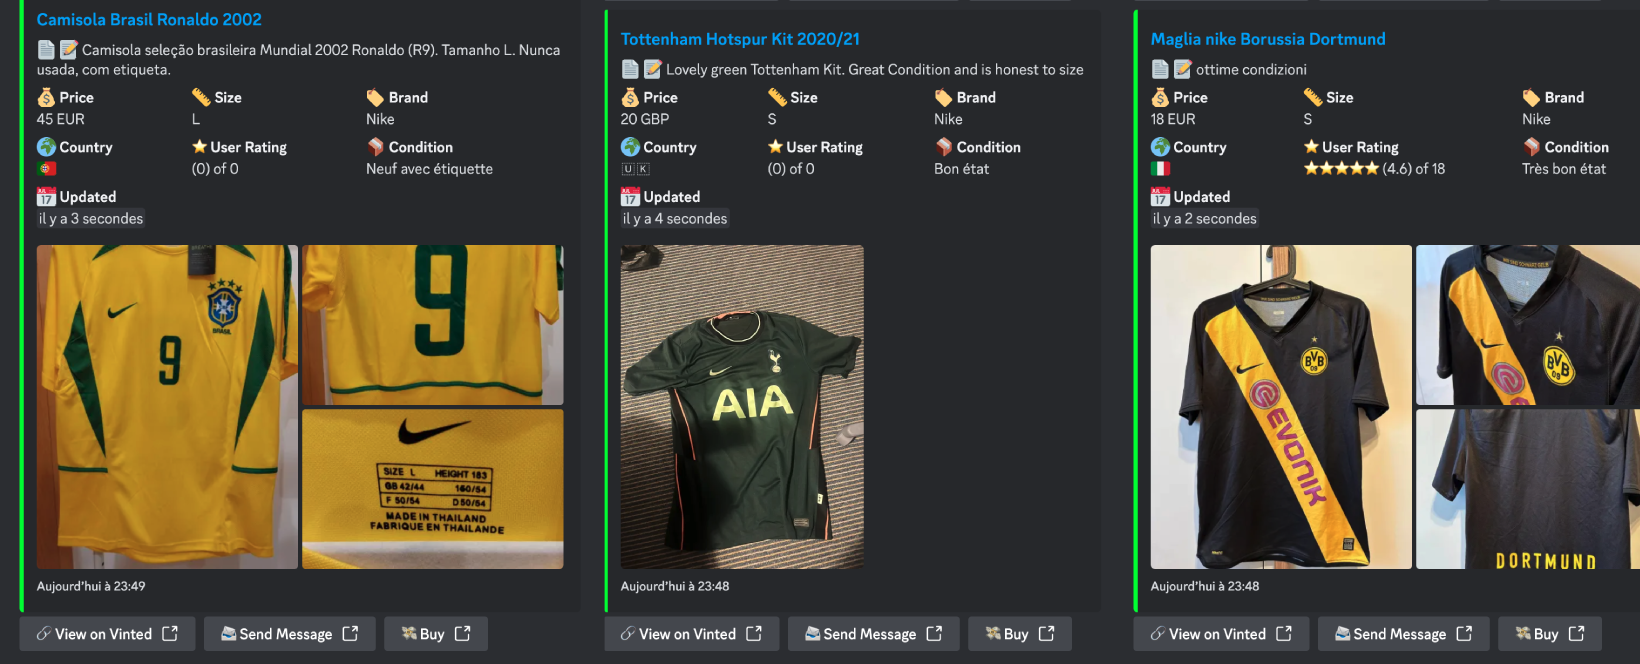 Camisola Brasil Ronaldo 2002
Camisola seleção brasileira Mundial 2002 Ronaldo (R9). Tamanho L. Nunca
usada, com etiqueta.
Price Size Brand
45 EUR L Nike
Country User Rating Condition
(0) of 0 Neuf avec étiquette
Updated
il y a 3 secondes
9
BRASIL
9
SIZE L HEIGHT 183
GB 42/44 160/54
F 50/54 D 50/54
MADE IN THAILAND
FABRIQUE EN THAILANDE
Aujourd'hui à 23:49
View on Vinted Send Message Buy
Tottenham Hotspur Kit 2020/21
Lovely green Tottenham Kit. Great Condition and is honest to size
Price Size Brand
20 GBP S Nike
Country User Rating Condition
UK (0) of 0 Bon état
Updated
il y a 4 secondes
AIA
Aujourd'hui à 23:48
View on Vinted Send Message Buy
Maglia nike Borussia Dortmund
ottime condizioni
Price Size Brand
18 EUR S Nike
Country User Rating Condition
(4.6) of 18 Très bon état
Updated
il y a 2 secondes
BVB
09
EVONIK
BVB
09
DORTMUND
Aujourd'hui à 23:48
View on Vinted Send Message Buy